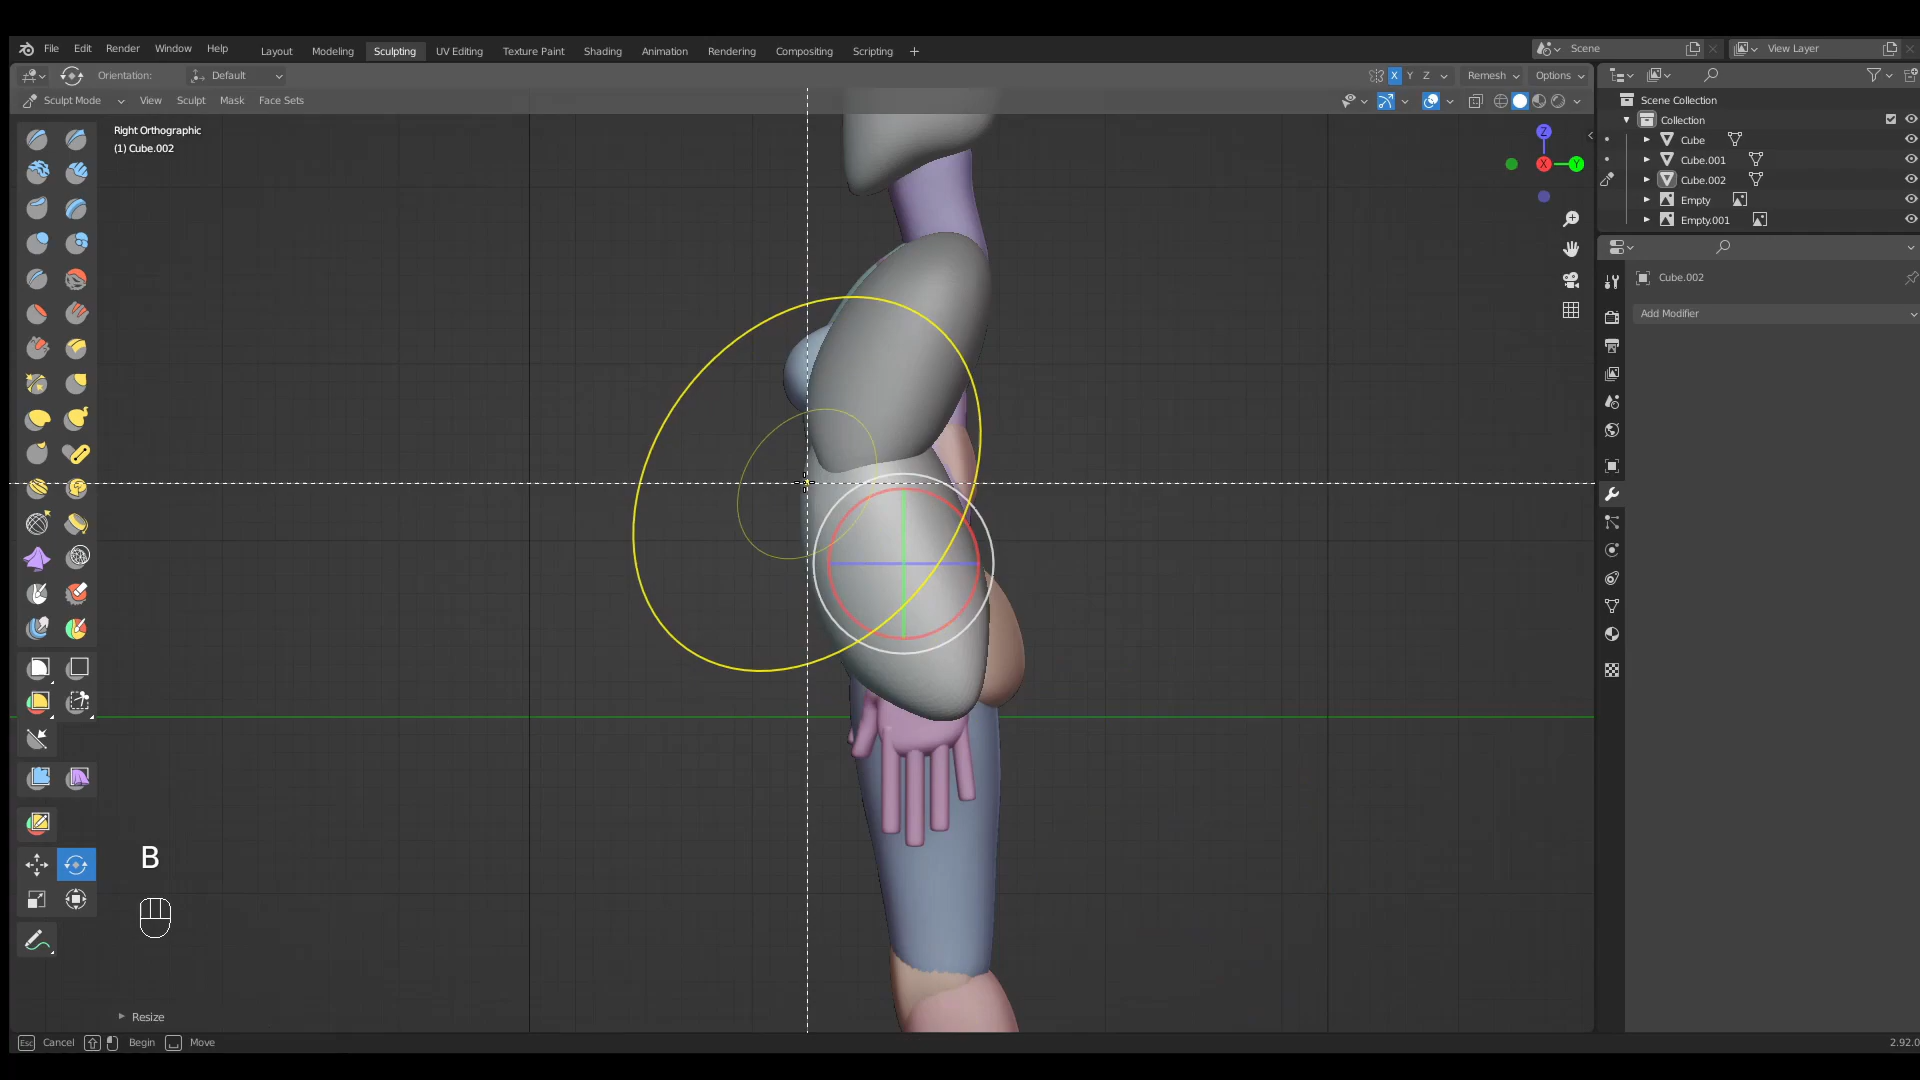 File Edit Render Window Help
Layout Modeling Sculpting UV Editing Texture Paint Shading Animation Rendering Compositing Scripting +
Scene
View Layer
Orientation: Default
X Y Z Remesh Options
Sculpt Mode View Sculpt Mask Face Sets
Right Orthographic
(1) Cube.002
Z
X
Y
Scene Collection
Collection
Cube
Cube.001
Cube.002
Empty
Empty.001
Cube.002
Add Modifier
B
Resize
Esc Cancel Begin Move
2.92.0